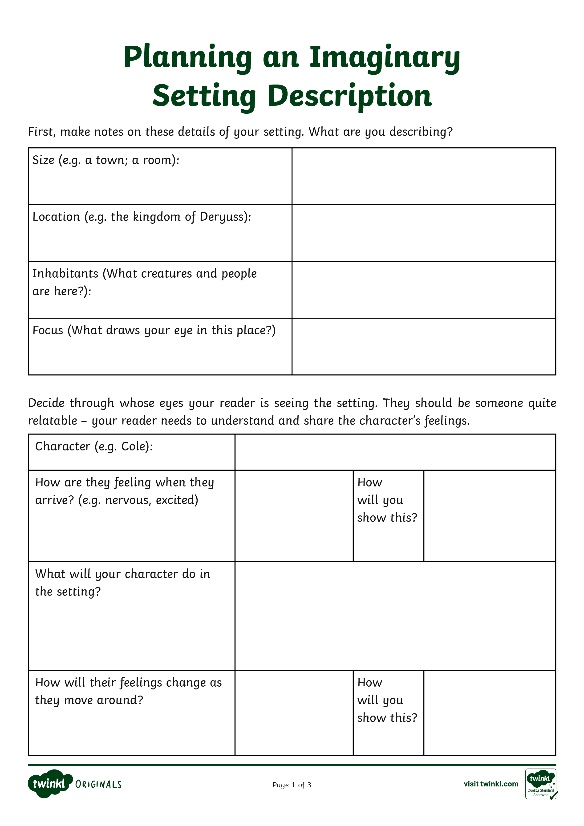 Planning an Imaginary
Setting Description
First, make notes on these details of your setting. What are you describing?
Size (e.g. a town; a room):
Location (e.g. the kingdom of Deryuss):
Inhabitants (What creatures and people
are here?):
Focus (What draws your eye in this place?)
Decide through whose eyes your reader is seeing the setting. They should be someone quite
relatable – your reader needs to understand and share the character's feelings.
Character (e.g. Cole):
How are they feeling when they
arrive? (e.g. nervous, excited)
How
will you
show this?
What will your character do in
the setting?
How will their feelings change as
they move around?
How
will you
show this?
twinkl ORIGINALS
Page 1 of 3
visit twinkl.com
twinkl